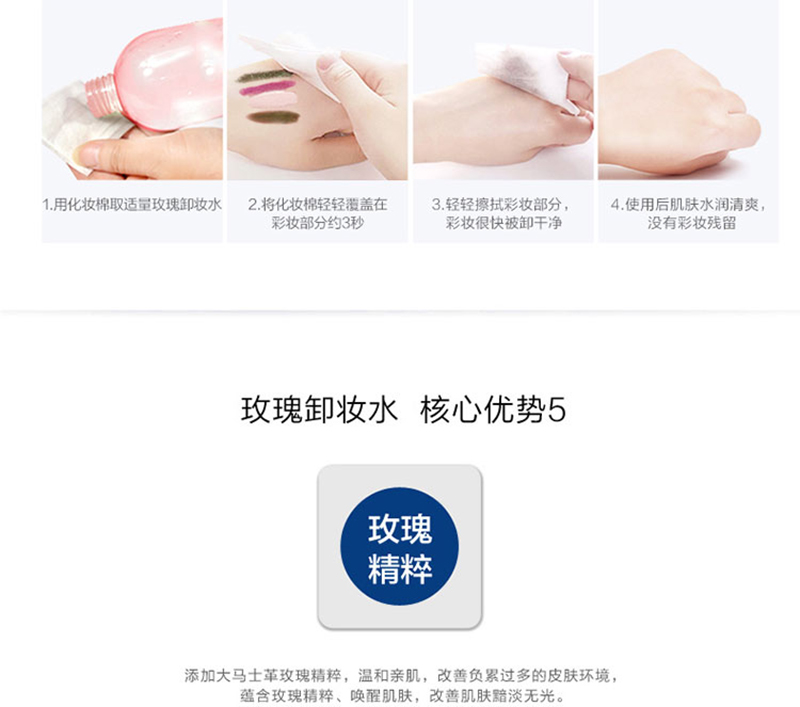 1.用化妆棉取适量玫瑰卸妆水
2.将化妆棉轻轻覆盖在
彩妆部分约3秒
3.轻轻擦拭彩妆部分，
彩妆很快被卸干净
4.使用后肌肤水润清爽，
没有彩妆残留
玫瑰卸妆水 核心优势5
玫瑰
精粹
添加大马士革玫瑰精粹，温和亲肌，改善负累过多的皮肤环境，
蕴含玫瑰精粹、唤醒肌肤，改善肌肤黯淡无光。